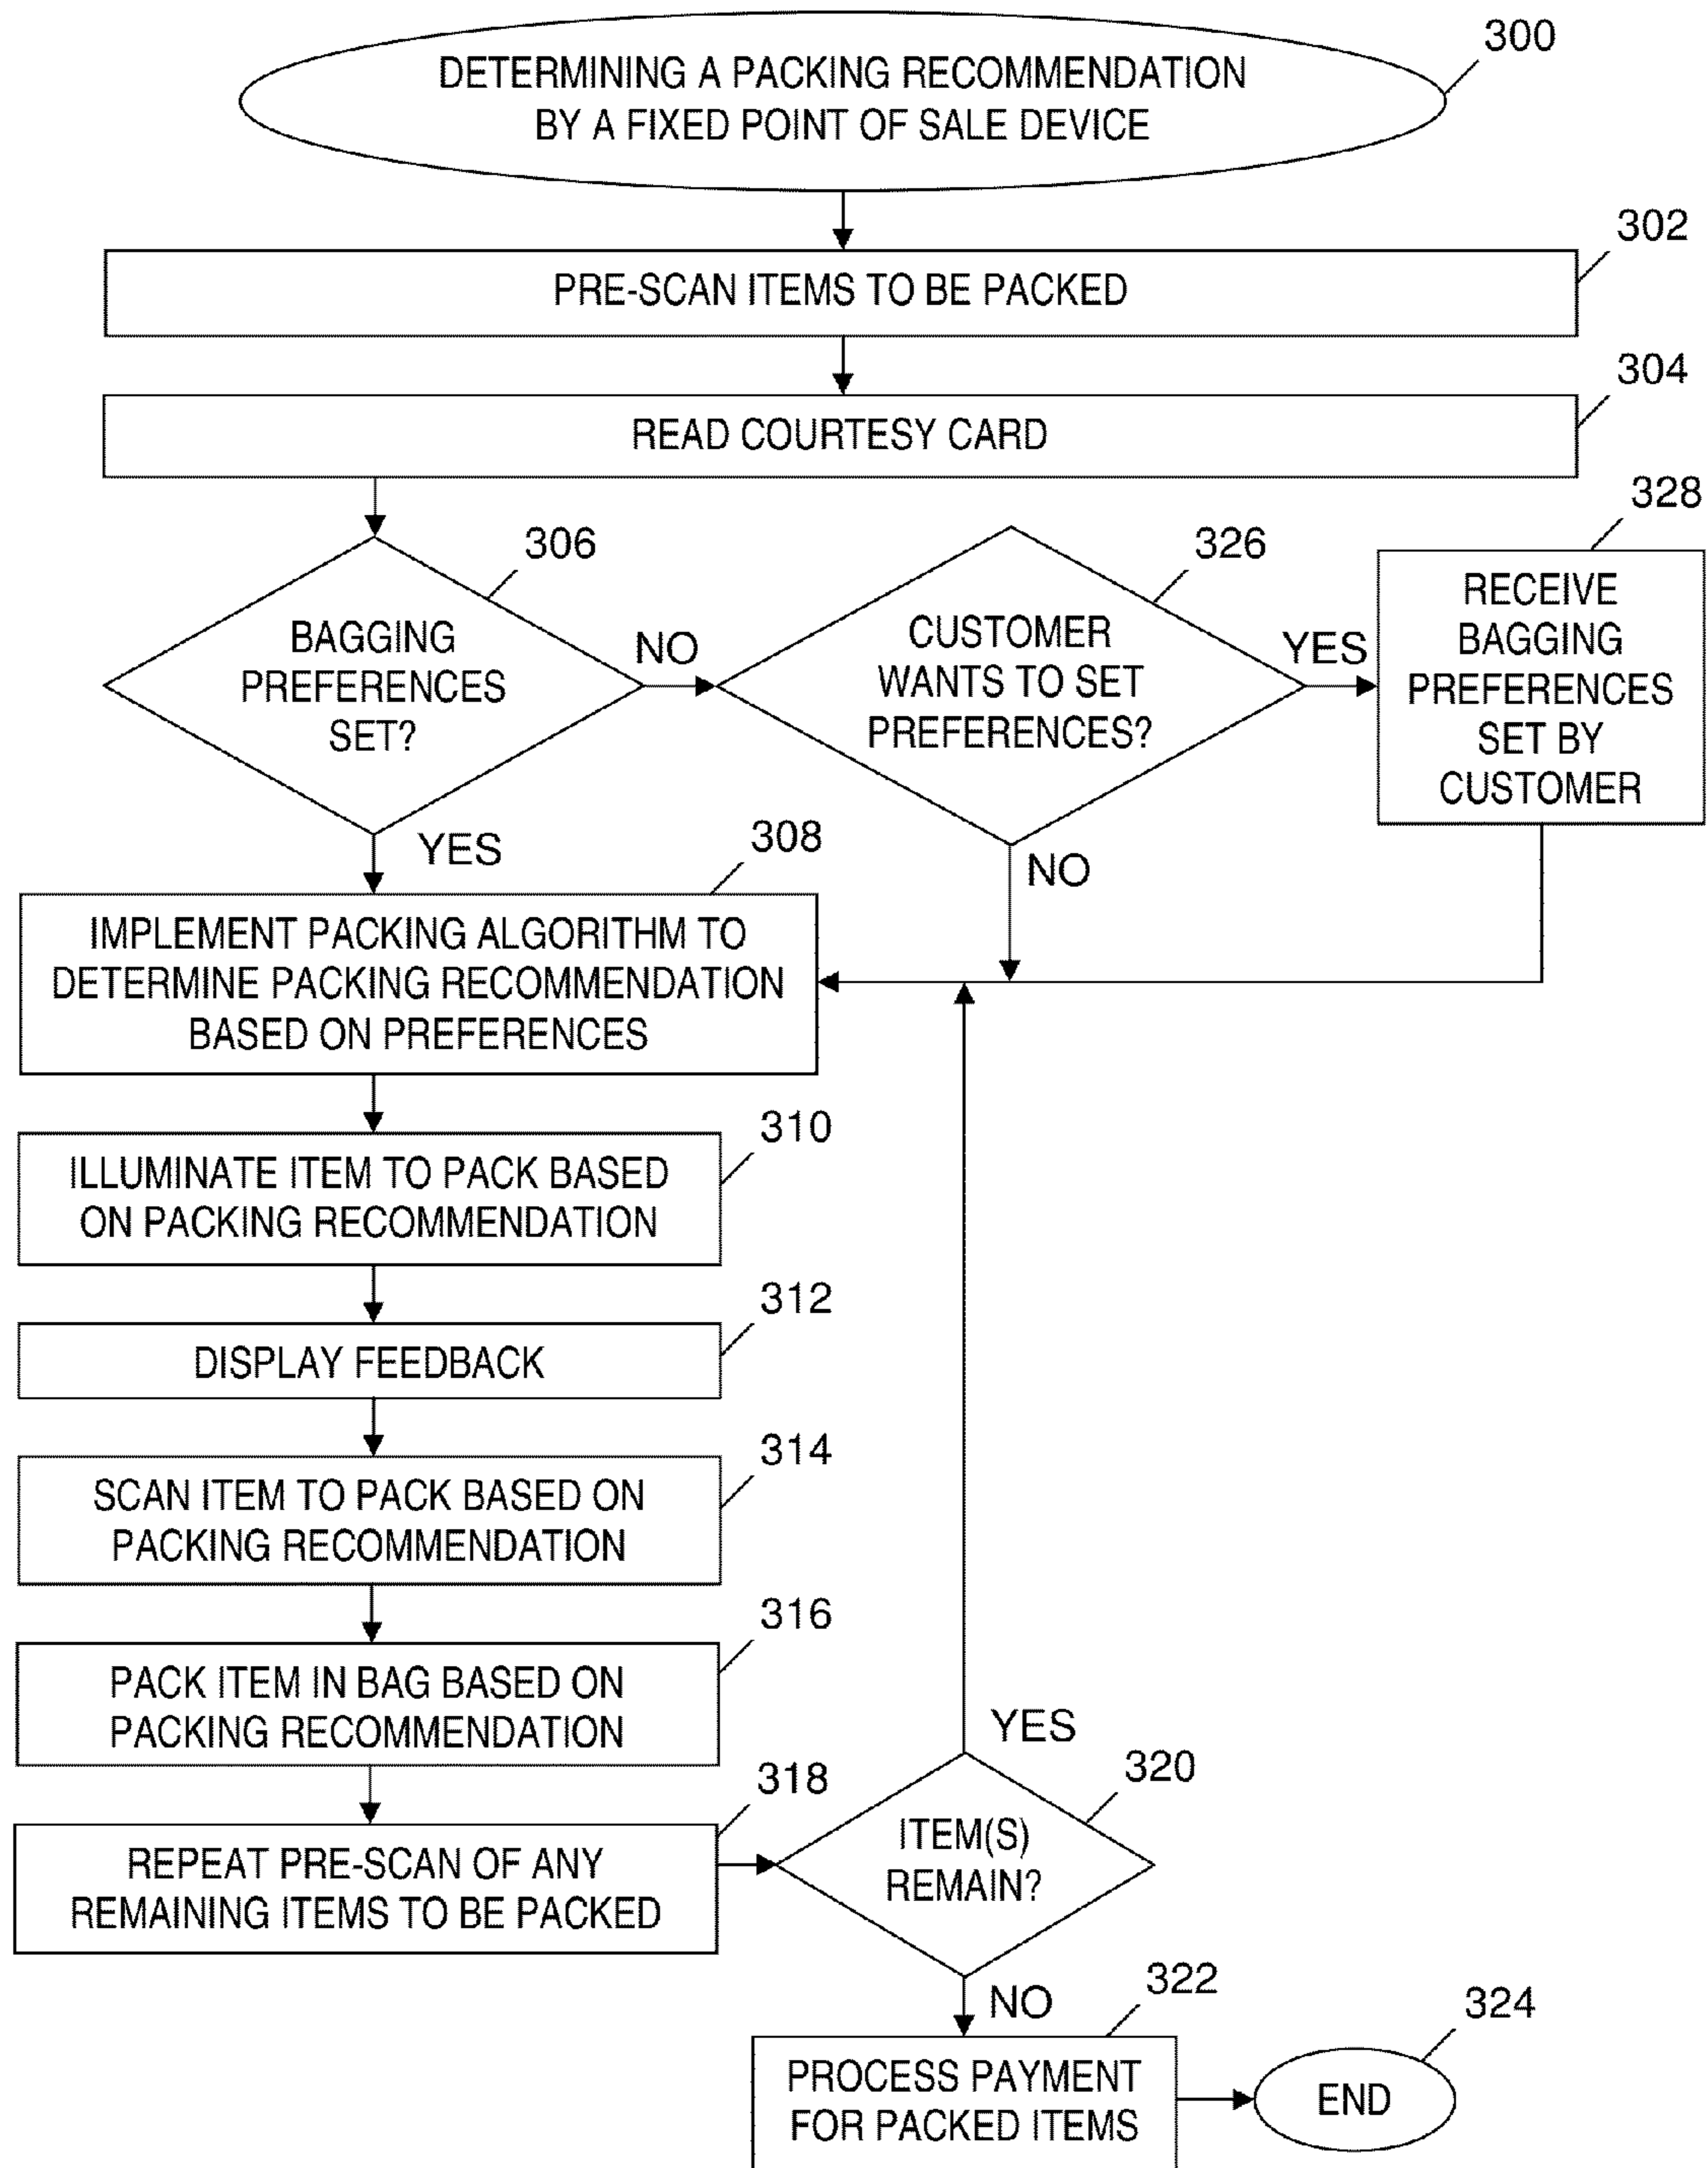 300
DETERMINING A PACKING RECOMMENDATION
BY A FIXED POINT OF SALE DEVICE
302
PRE-SCAN ITEMS TO BE PACKED
304
READ COURTESY CARD
306
BAGGING
PREFERENCES
SET?
NO
326
CUSTOMER
WANTS TO SET
PREFERENCES?
YES
328
RECEIVE
BAGGING
PREFERENCES
SET BY
CUSTOMER
YES
NO
308
IMPLEMENT PACKING ALGORITHM TO
DETERMINE PACKING RECOMMENDATION
BASED ON PREFERENCES
310
ILLUMINATE ITEM TO PACK BASED
ON PACKING RECOMMENDATION
312
DISPLAY FEEDBACK
314
SCAN ITEM TO PACK BASED ON
PACKING RECOMMENDATION
316
PACK ITEM IN BAG BASED ON
PACKING RECOMMENDATION
318
REPEAT PRE-SCAN OF ANY
REMAINING ITEMS TO BE PACKED
YES
320
ITEM(S)
REMAIN?
NO
322
PROCESS PAYMENT
FOR PACKED ITEMS
324
END